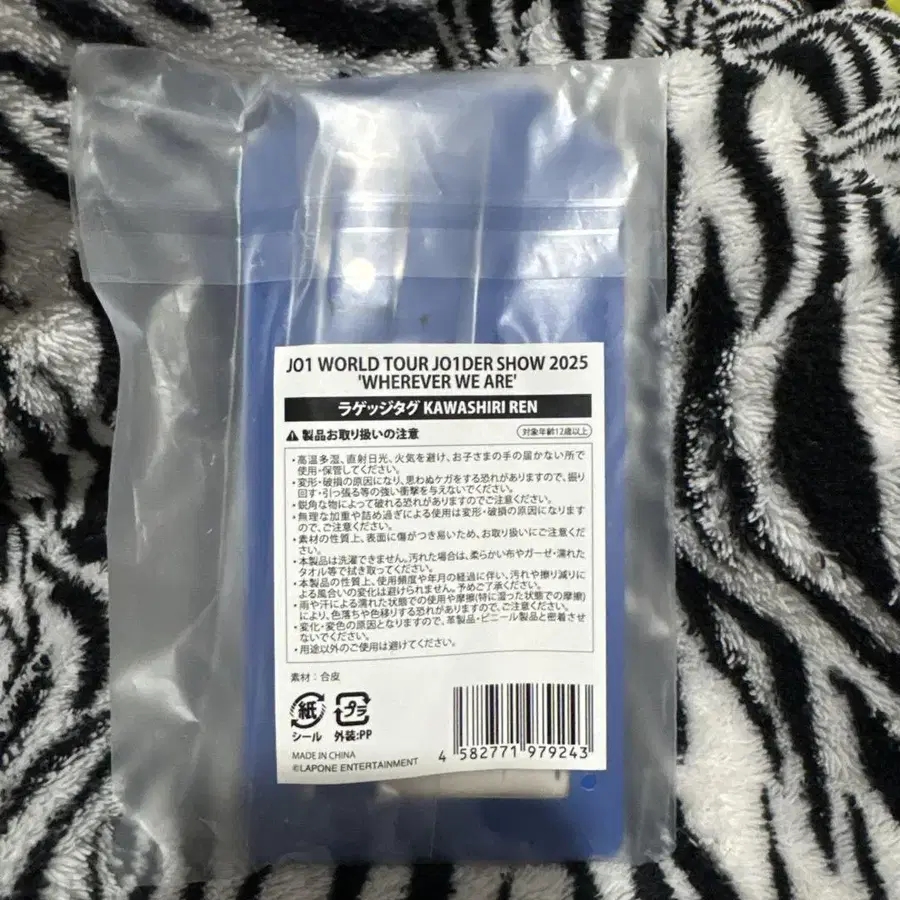 JO1 WORLD TOUR JO1DER SHOW 2025
'WHEREVER WE ARE'
ラゲッジタグ KAWASHIRI REN
製品お取り扱いの注意
対象年齢12歳以上
・高温多湿、直射日光、火気を避け、お子さまの手の届かない所で
使用・保管してください。
・変形・破損の原因になり、思わぬケガをする恐れがありますので、振り
回す・引っ張る等の強い衝撃を与えないでください。
・鋭角な物によって破れる恐れがありますのでご注意ください。
・無理な加重や詰め過ぎによる使用は変形・破損の原因になります
ので、ご注意ください。
・素材の性質上、表面に傷がつき易いため、お取り扱いにご注意くだ
さい。
・本製品は洗濯できません。汚れた場合は、柔らかい布やガーゼ・濡れた
タオル等で拭き取ってください。
・本製品の性質上、使用頻度や年月の経過に伴い、汚れや擦り減りに
よる風合いの変化は避けられません。予めご了承ください。
・雨や汗による濡れた状態での使用や摩擦(特に湿った状態での摩擦)
により、色落ちや色移りする恐れがありますので、ご注意ください。
・変化・変色の原因となりますので、革製品・ビニール製品と密着させ
ないでください。
・用途以外のご使用は避けてください。
素材：合皮
紙 プラ
シール 外装:PP
MADE IN CHINA
©LAPONE ENTERTAINMENT
4 582771 979243